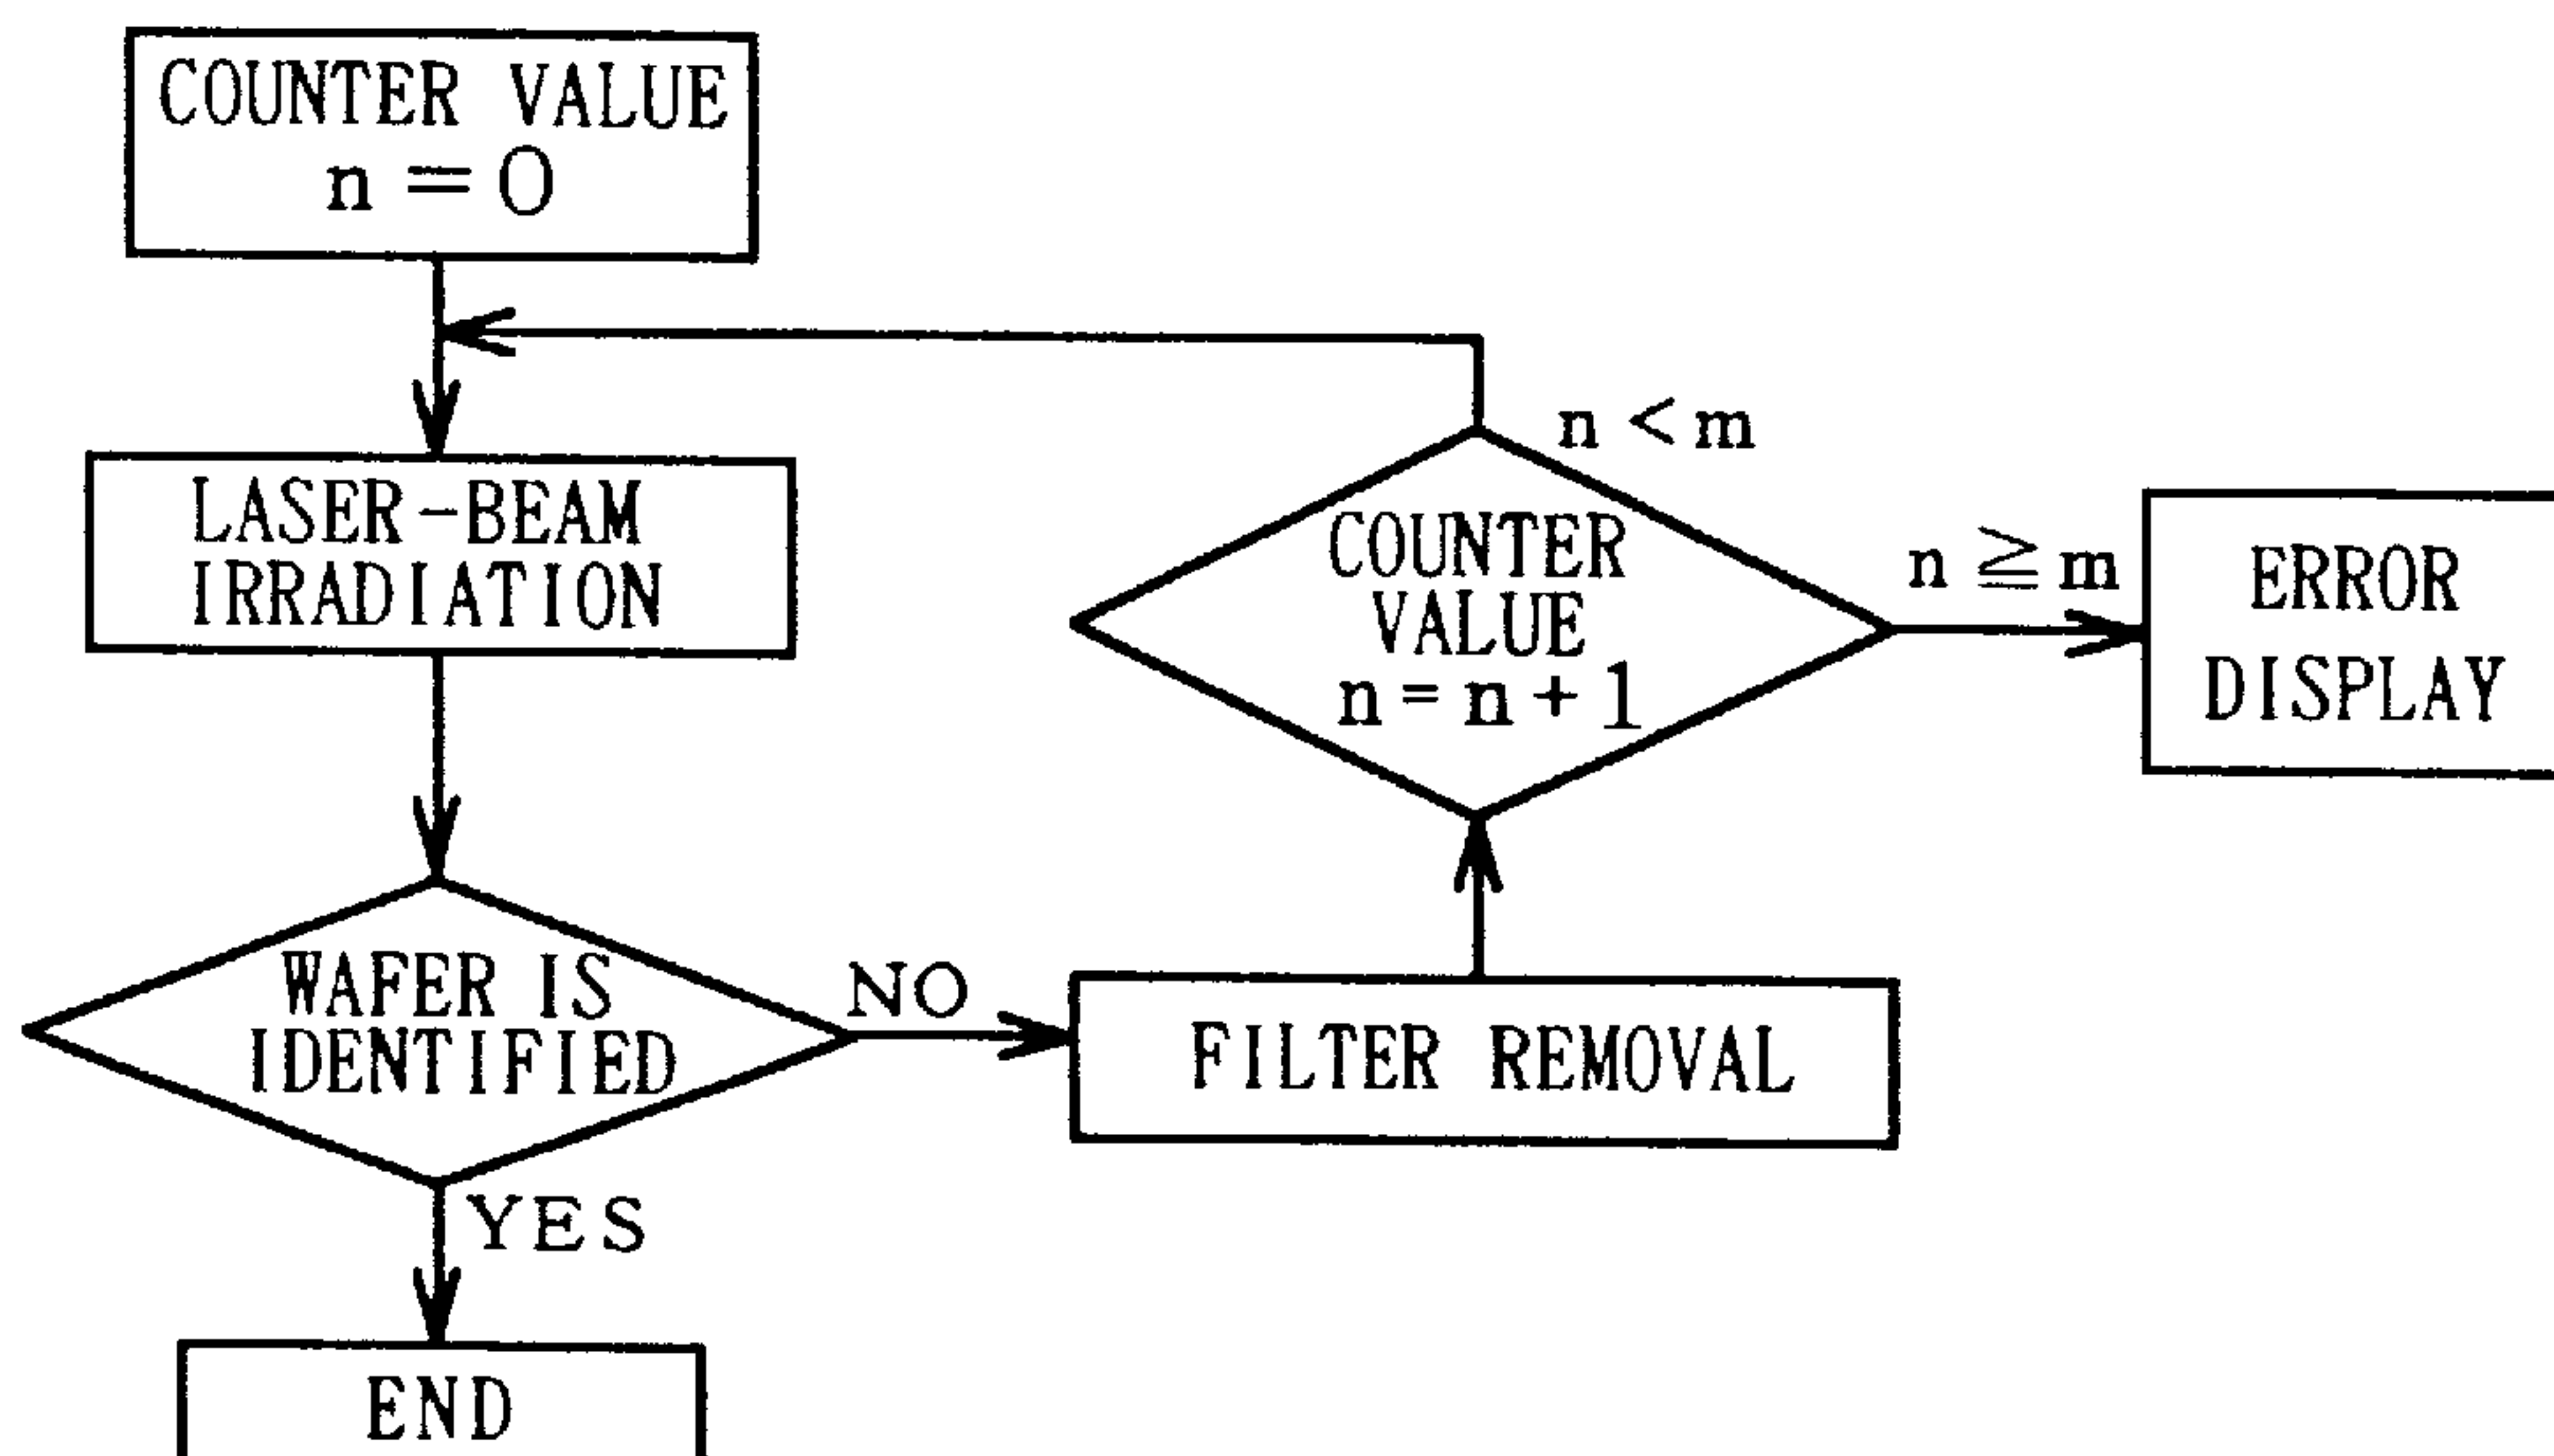 COUNTER VALUE
n = 0
LASER-BEAM
IRRADIATION
WAFER IS
IDENTIFIED
NO
YES
END
FILTER REMOVAL
COUNTER
VALUE
n = n + 1
n < m
n ≧ m
ERROR
DISPLAY